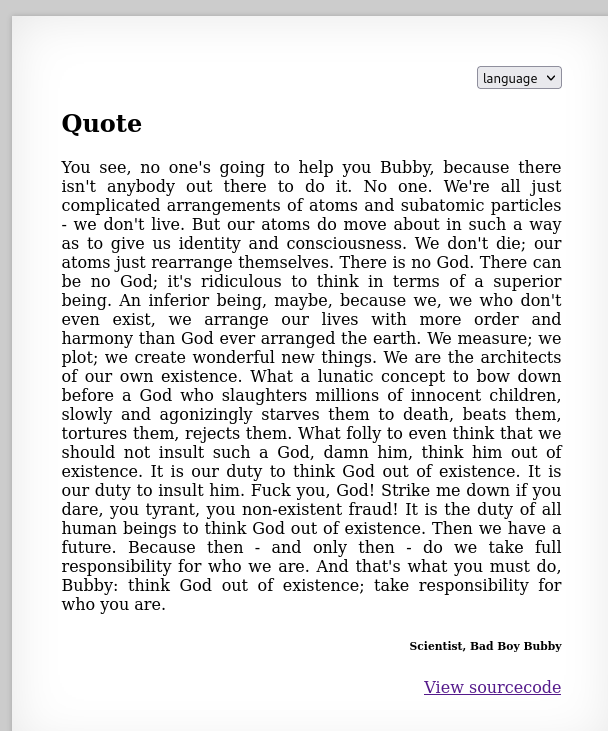 language
Quote
You see, no one's going to help you Bubby, because there
isn't anybody out there to do it. No one. We're all just
complicated arrangements of atoms and subatomic particles
- we don't live. But our atoms do move about in such a way
as to give us identity and consciousness. We don't die; our
atoms just rearrange themselves. There is no God. There can
be no God; it's ridiculous to think in terms of a superior
being. An inferior being, maybe, because we, we who don't
even exist, we arrange our lives with more order and
harmony than God ever arranged the earth. We measure; we
plot; we create wonderful new things. We are the architects
of our own existence. What a lunatic concept to bow down
before a God who slaughters millions of innocent children,
slowly and agonizingly starves them to death, beats them,
tortures them, rejects them. What folly to even think that we
should not insult such a God, damn him, think him out of
existence. It is our duty to think God out of existence. It is
our duty to insult him. Fuck you, God! Strike me down if you
dare, you tyrant, you non-existent fraud! It is the duty of all
human beings to think God out of existence. Then we have a
future. Because then - and only then - do we take full
responsibility for who we are. And that's what you must do,
Bubby: think God out of existence; take responsibility for
who you are.
Scientist, Bad Boy Bubby
View sourcecode